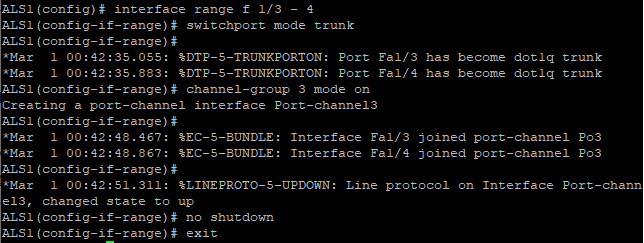 ALS1(config)# interface range f 1/3 - 4
ALS1(config-if-range)# switchport mode trunk
ALS1(config-if-range)#
*Mar  1 00:42:35.055: %DTP-5-TRUNKPORTON: Port Fa1/3 has become dot1q trunk
*Mar  1 00:42:35.883: %DTP-5-TRUNKPORTON: Port Fa1/4 has become dot1q trunk
ALS1(config-if-range)# channel-group 3 mode on
Creating a port-channel interface Port-channel3
ALS1(config-if-range)#
*Mar  1 00:42:48.467: %EC-5-BUNDLE: Interface Fa1/3 joined port-channel Po3
*Mar  1 00:42:48.867: %EC-5-BUNDLE: Interface Fa1/4 joined port-channel Po3
ALS1(config-if-range)#
*Mar  1 00:42:51.311: %LINEPROTO-5-UPDOWN: Line protocol on Interface Port-chann
el3, changed state to up
ALS1(config-if-range)# no shutdown
ALS1(config-if-range)# exit